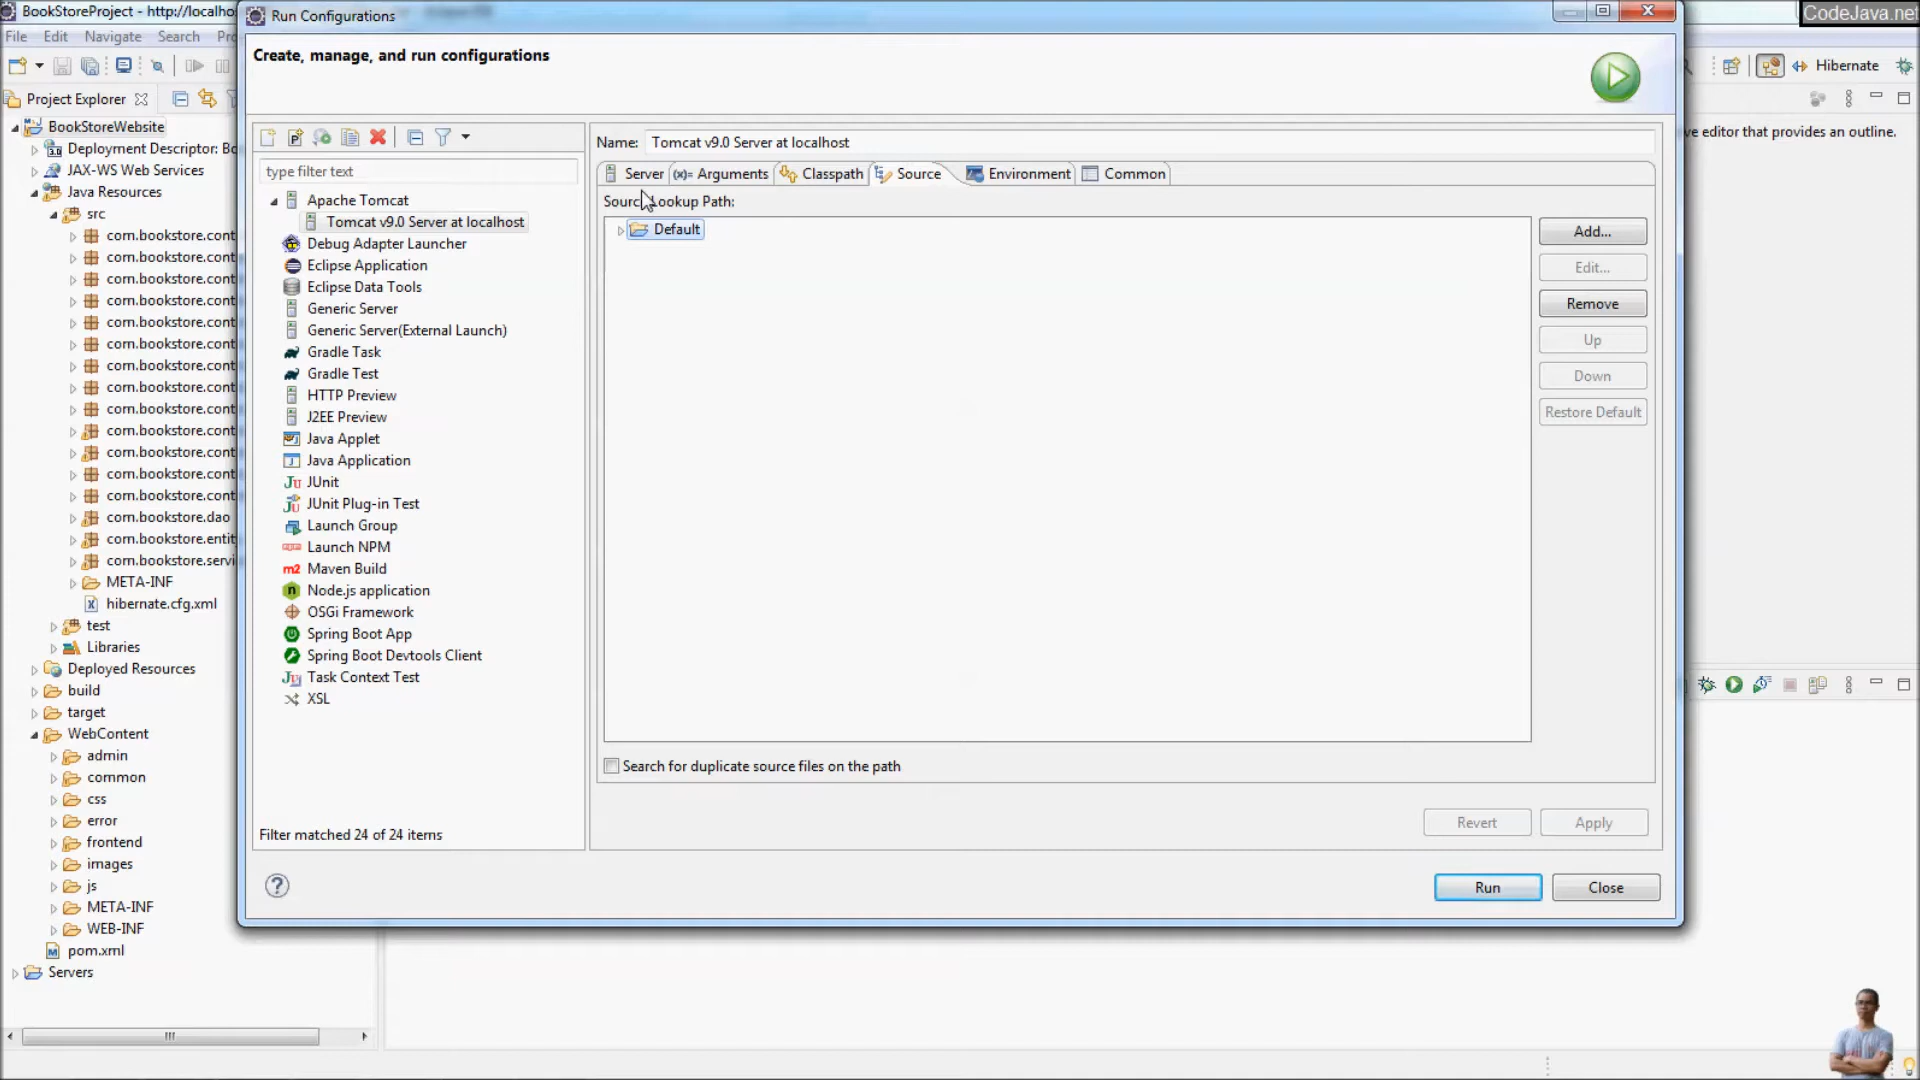 BookStoreProject - http://localhos
Run Configurations
CodeJava.net
File Edit Navigate Search Pro
Create, manage, and run configurations
Hibernate
Project Explorer
Name: Tomcat v9.0 Server at localhost
type filter text
Server Arguments Classpath Source Environment Common
Source Lookup Path:
Default
Add...
Edit...
Remove
Up
Down
Restore Default
ve editor that provides an outline.
BookStoreWebsite
Deployment Descriptor: Bo
JAX-WS Web Services
Java Resources
src
com.bookstore.cont
com.bookstore.cont
com.bookstore.cont
com.bookstore.cont
com.bookstore.cont
com.bookstore.cont
com.bookstore.cont
com.bookstore.cont
com.bookstore.cont
com.bookstore.cont
com.bookstore.cont
com.bookstore.cont
com.bookstore.cont
com.bookstore.dao
com.bookstore.entit
com.bookstore.servi
META-INF
hibernate.cfg.xml
test
Libraries
Deployed Resources
build
target
WebContent
admin
common
css
error
frontend
images
js
META-INF
WEB-INF
pom.xml
Servers
Apache Tomcat
Tomcat v9.0 Server at localhost
Debug Adapter Launcher
Eclipse Application
Eclipse Data Tools
Generic Server
Generic Server(External Launch)
Gradle Task
Gradle Test
HTTP Preview
J2EE Preview
Java Applet
Java Application
JUnit
JUnit Plug-in Test
Launch Group
Launch NPM
Maven Build
Node.js application
OSGi Framework
Spring Boot App
Spring Boot Devtools Client
Task Context Test
XSL
Filter matched 24 of 24 items
Search for duplicate source files on the path
Revert
Apply
Run
Close